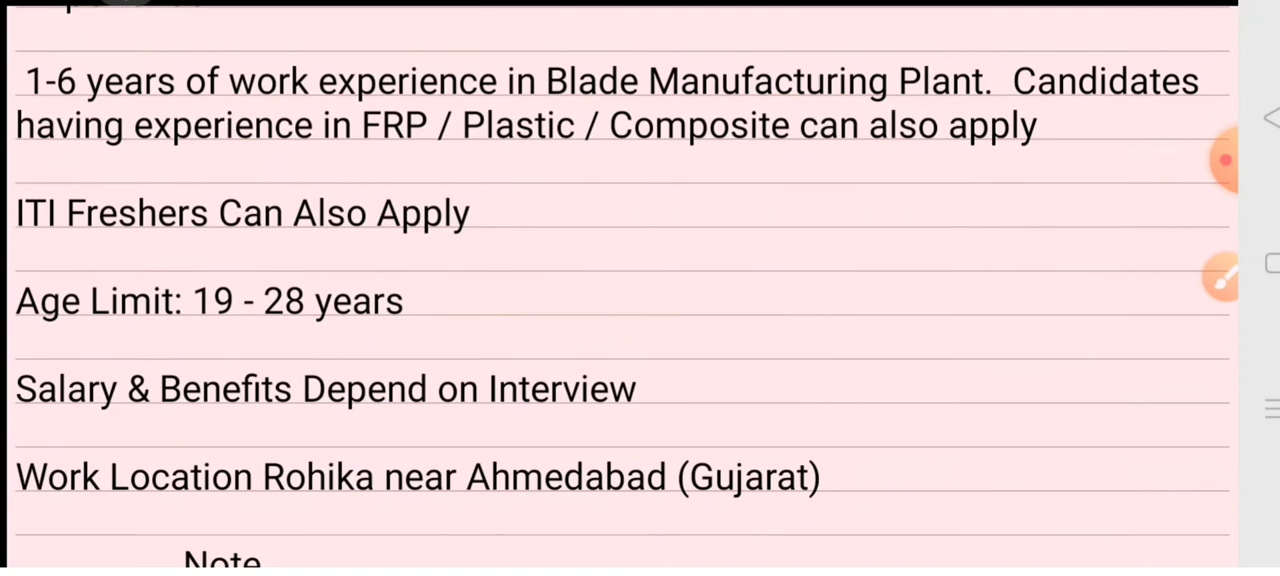 1-6 years of work experience in Blade Manufacturing Plant.  Candidates
having experience in FRP / Plastic / Composite can also apply
ITI Freshers Can Also Apply
Age Limit: 19 - 28 years
Salary & Benefits Depend on Interview
Work Location Rohika near Ahmedabad (Gujarat)
Note